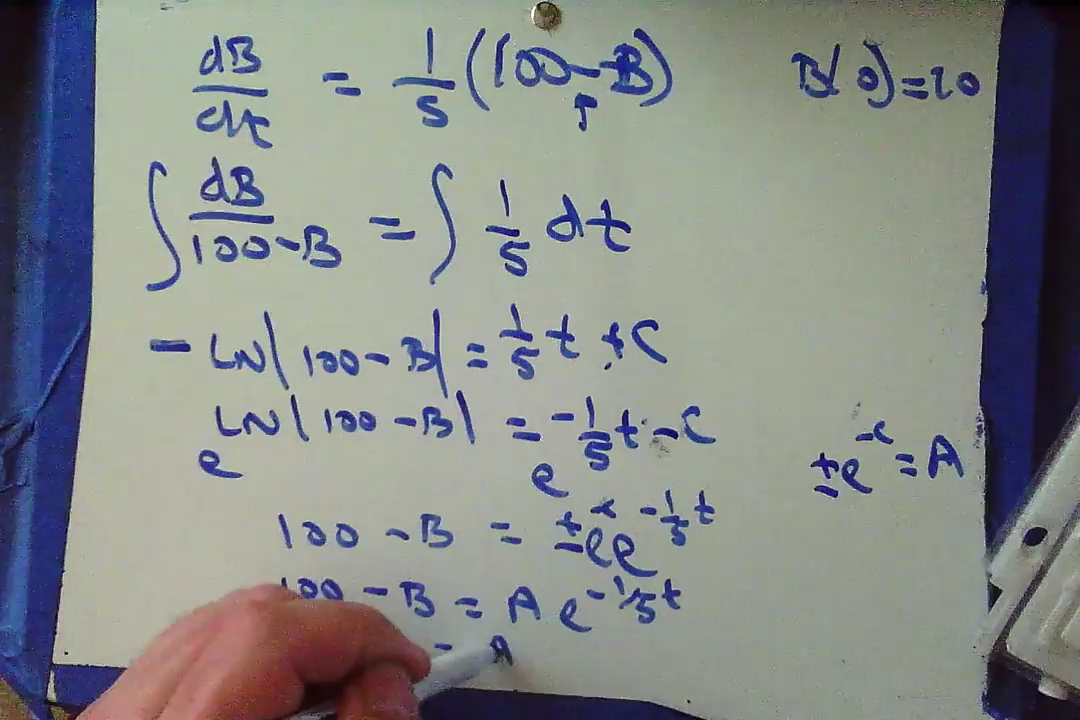 dB/dt = 1/5 (100 - B) B(0) = 20
∫ dB/(100 - B) = ∫ 1/5 dt
- LN|100 - B| = 1/5 t + C
e^(LN|100 - B|) = e^(-1/5 t - C)
±e^(-c) = A
100 - B = ±e^(-c) e^(-1/5 t)
100 - B = A e^(-1/5 t)
= A